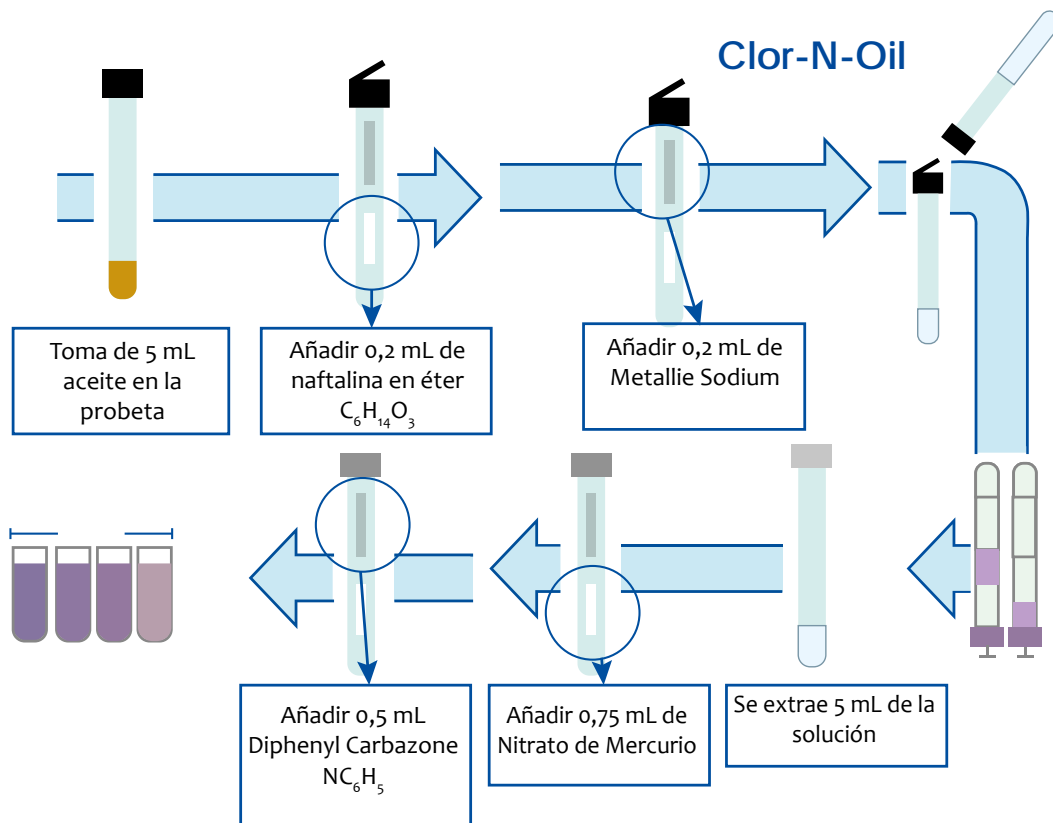 Clor-N-Oil
Toma de 5 mL
aceite en la
probeta
Añadir 0,2 mL de
naftalina en éter
C₆H₁₄O₃
Añadir 0,2 mL de
Metallie Sodium
Se extrae 5 mL de la
solución
Añadir 0,75 mL de
Nitrato de Mercurio
Añadir 0,5 mL
Diphenyl Carbazone
NC₆H₅